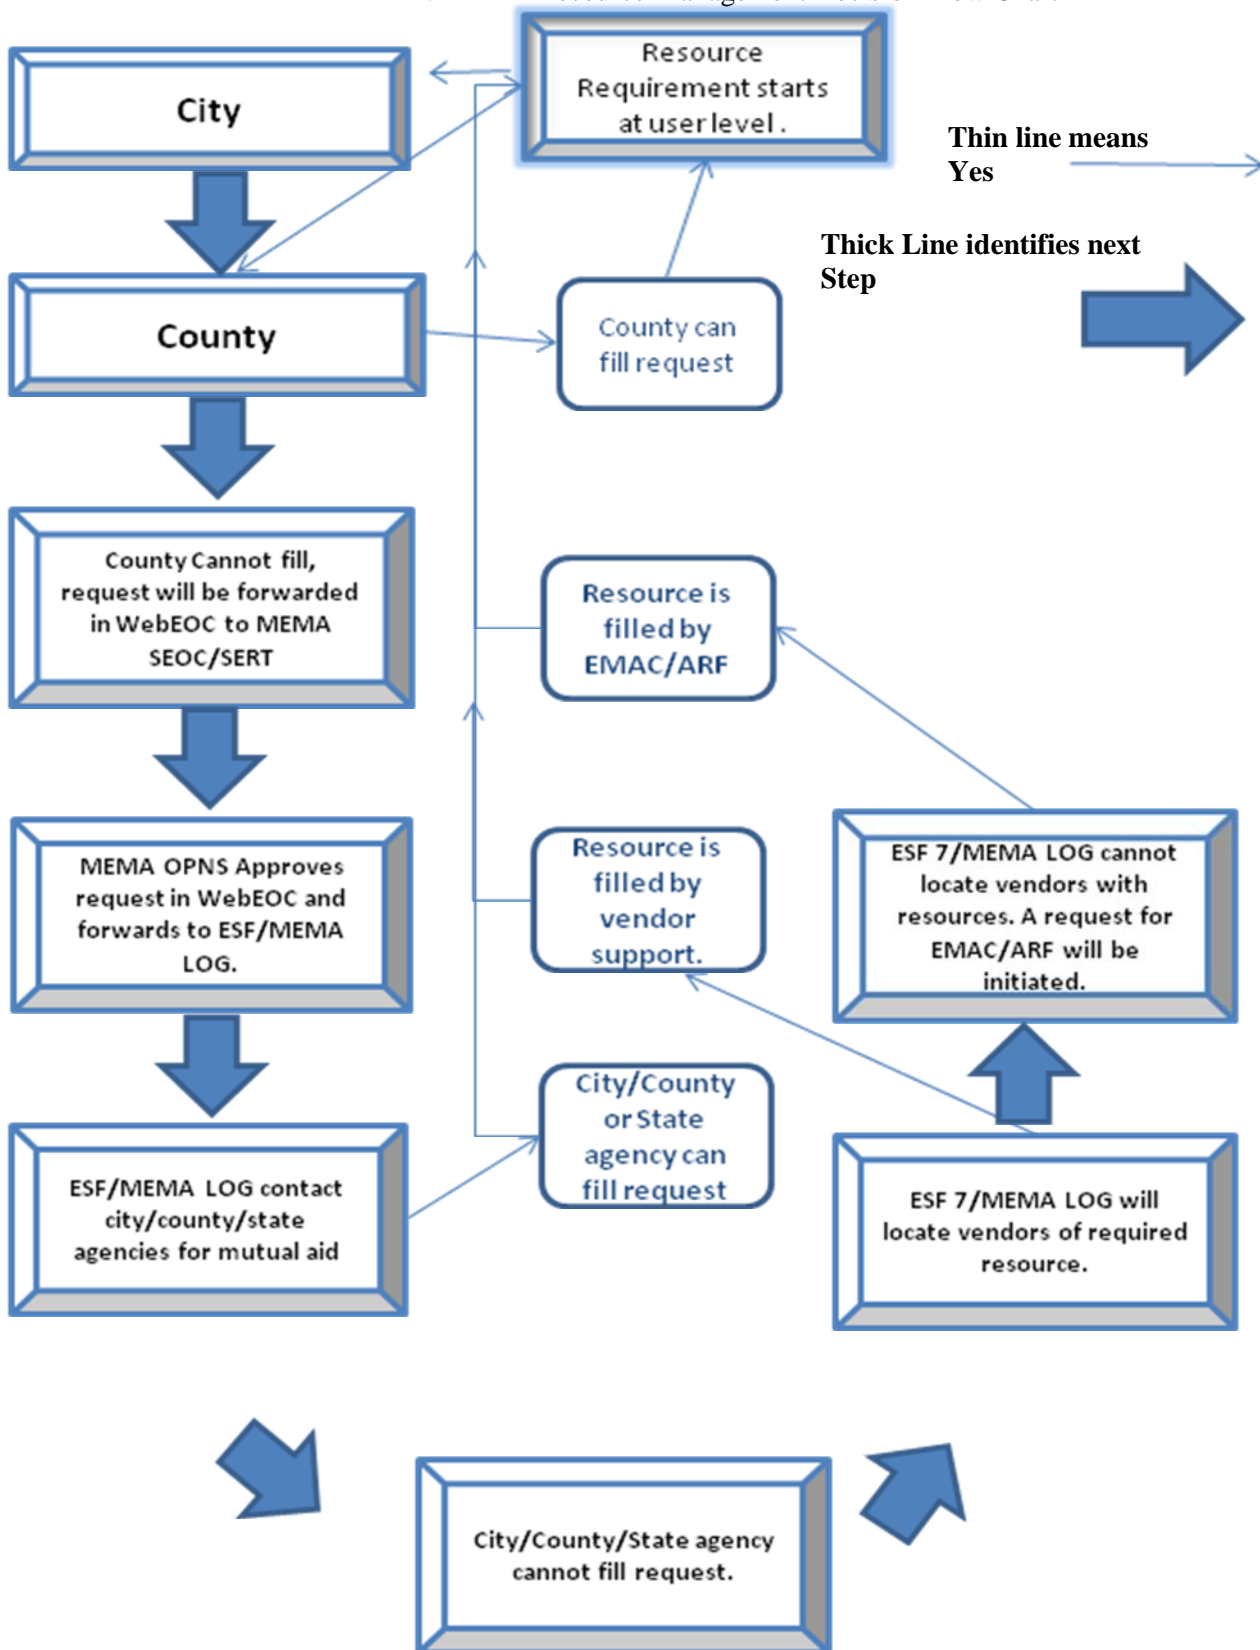 Resource
Requirement starts
at user level .
City
Thin line means
Yes
Thick Line identifies next
Step
County
County can
fill request
County Cannot fill,
request will be forwarded
in WebEOC to MEMA
SEOC/SERT
Resource is
filled by
EMAC/ARF
MEMA OPNS Approves
request in WebEOC and
forwards to ESF/MEMA
LOG.
Resource is
filled by
vendor
support.
ESF 7/MEMA LOG cannot
locate vendors with
resources. A request for
EMAC/ARF will be
initiated.
ESF/MEMA LOG contact
city/county/state
agencies for mutual aid
City/County
or State
agency can
fill request
ESF 7/MEMA LOG will
locate vendors of required
resource.
City/County/State agency
cannot fill request.